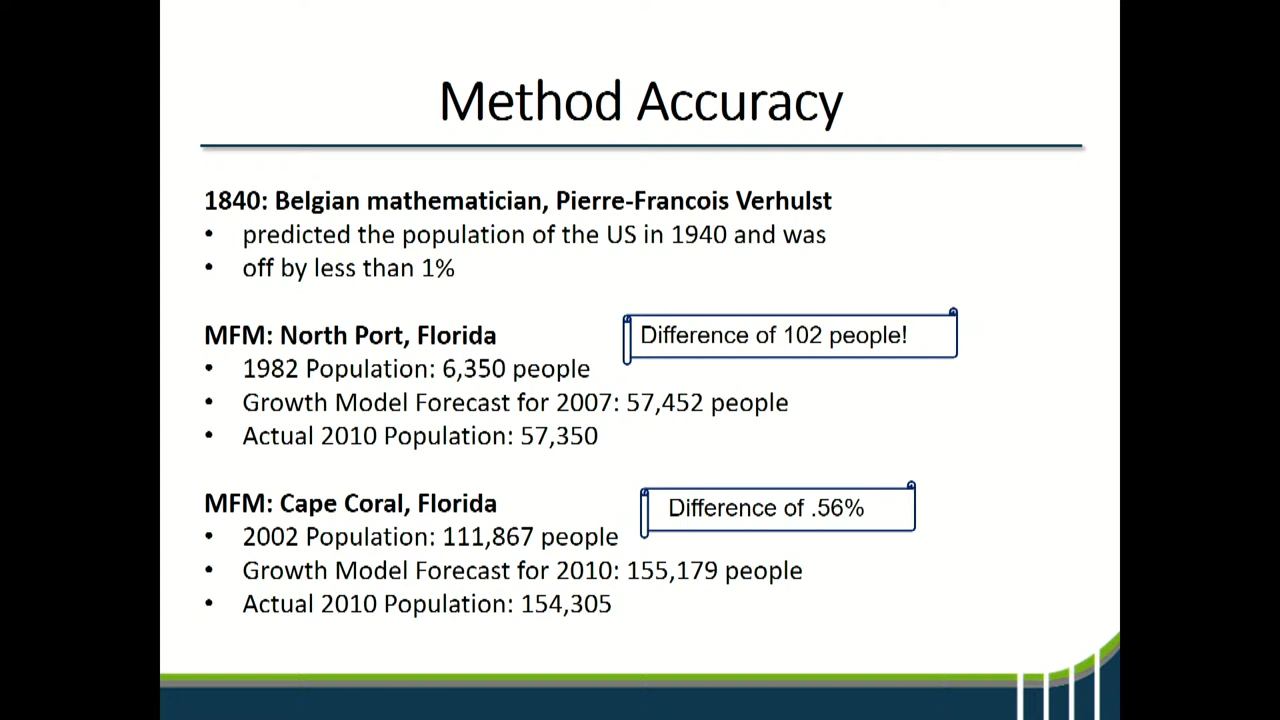 Method Accuracy
1840: Belgian mathematician, Pierre-Francois Verhulst
• predicted the population of the US in 1940 and was
• off by less than 1%
MFM: North Port, Florida
Difference of 102 people!
• 1982 Population: 6,350 people
• Growth Model Forecast for 2007: 57,452 people
• Actual 2010 Population: 57,350
MFM: Cape Coral, Florida
Difference of .56%
• 2002 Population: 111,867 people
• Growth Model Forecast for 2010: 155,179 people
• Actual 2010 Population: 154,305